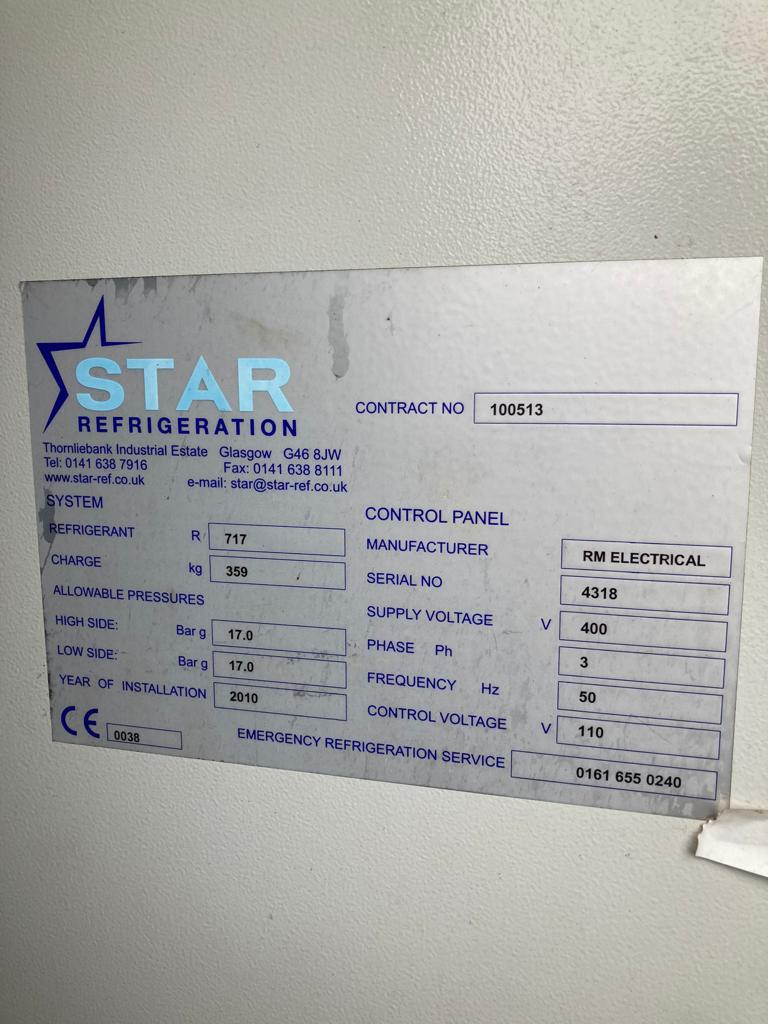 STAR
REFRIGERATION
Thornliebank Industrial Estate Glasgow G46 8JW
Tel: 0141 638 7916 Fax: 0141 638 8111
www.star-ref.co.uk e-mail: star@star-ref.co.uk
CONTRACT NO 100513
SYSTEM
REFRIGERANT R 717
CHARGE kg 359
ALLOWABLE PRESSURES
HIGH SIDE: Bar g 17.0
LOW SIDE: Bar g 17.0
YEAR OF INSTALLATION 2010
CE 0038
CONTROL PANEL
MANUFACTURER RM ELECTRICAL
SERIAL NO 4318
SUPPLY VOLTAGE V 400
PHASE Ph 3
FREQUENCY Hz 50
CONTROL VOLTAGE V 110
EMERGENCY REFRIGERATION SERVICE 0161 655 0240